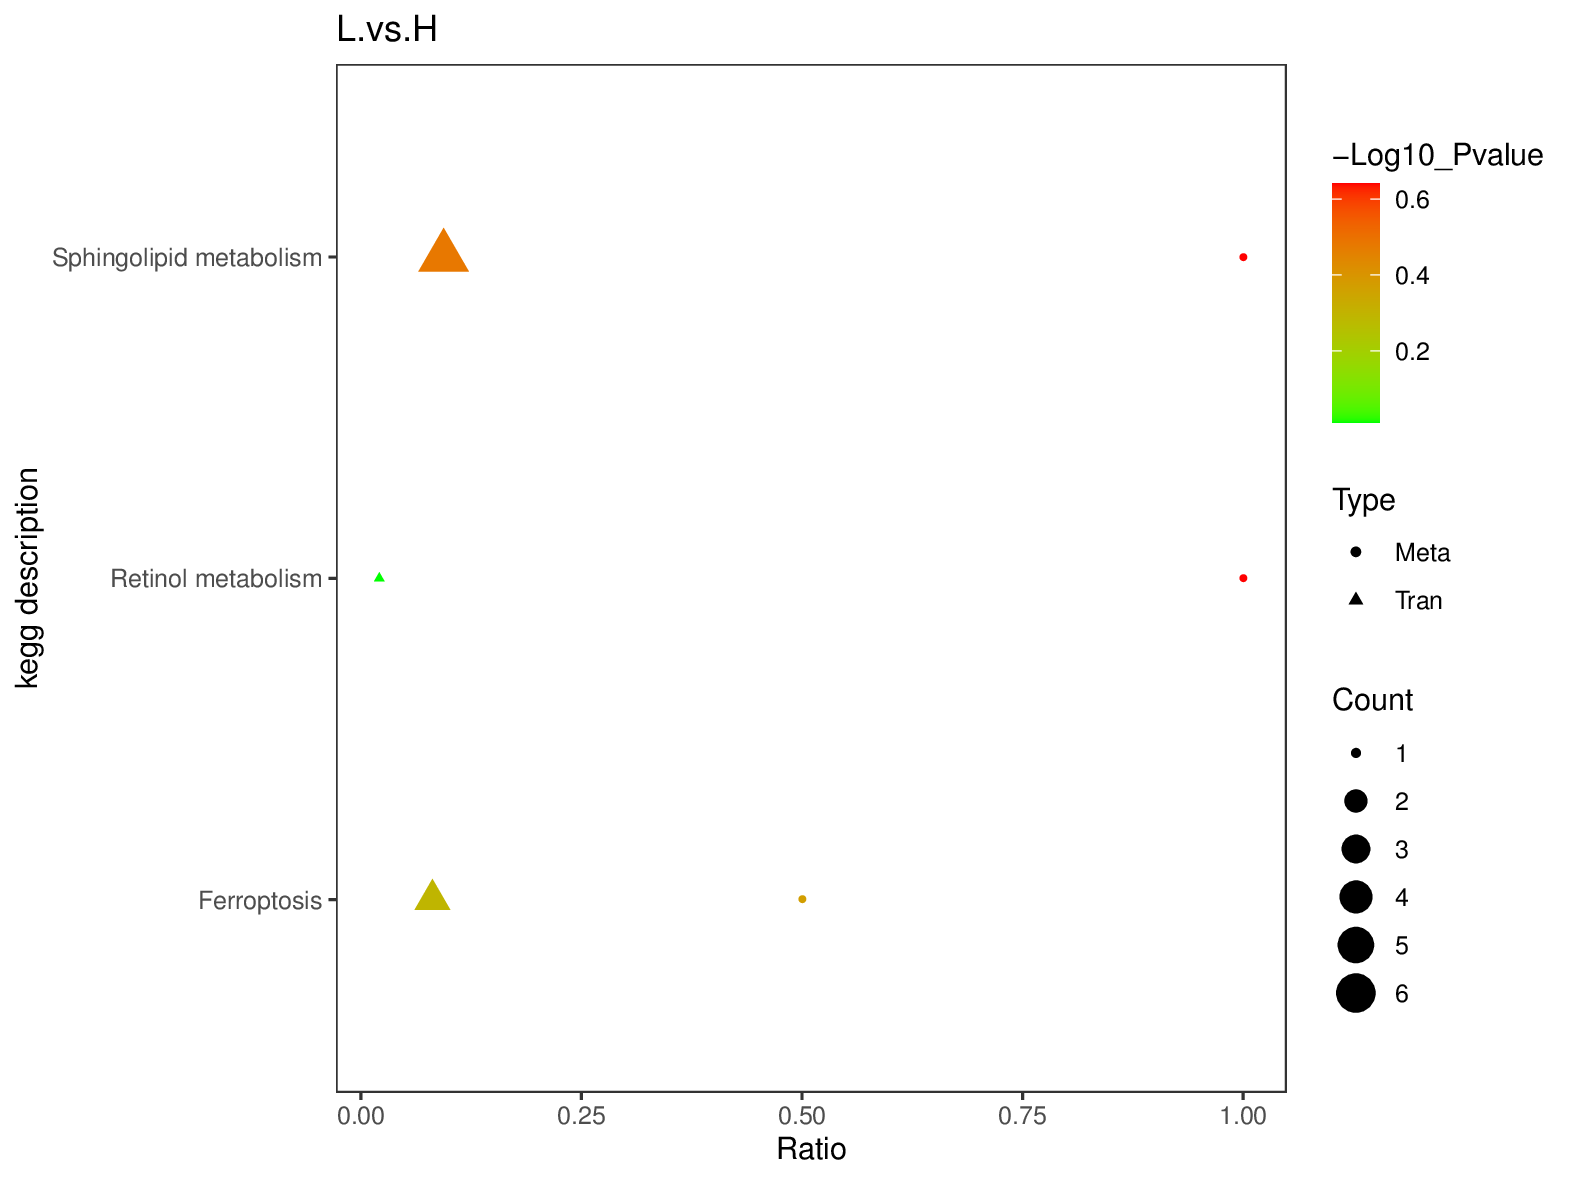 L.vs.H
kegg description
Sphingolipid metabolism
Retinol metabolism
Ferroptosis
0.00
0.25
0.50
0.75
1.00
Ratio
−Log10_Pvalue
0.6
0.4
0.2
Type
Meta
Tran
Count
1
2
3
4
5
6